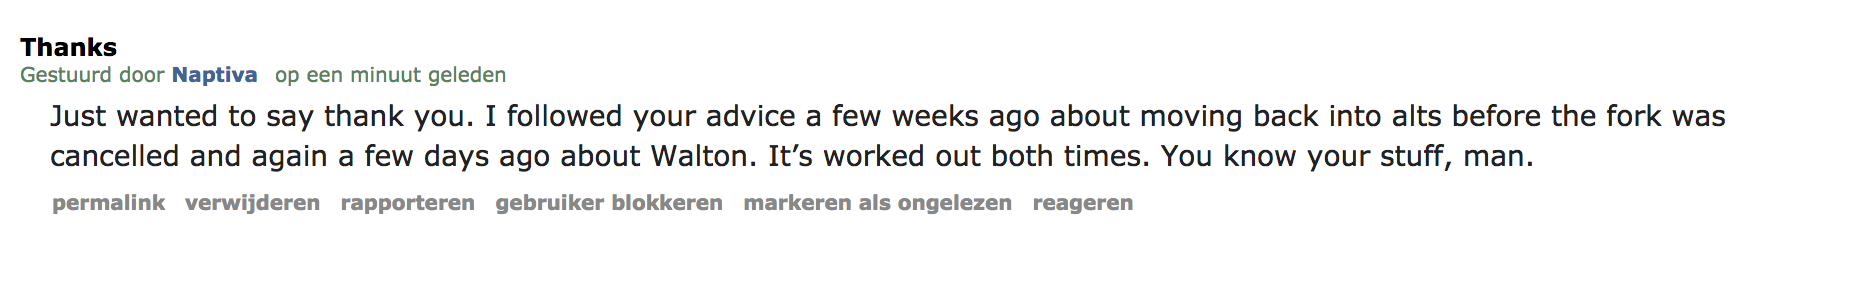 Thanks
Gestuurd door Naptiva op een minuut geleden
Just wanted to say thank you. I followed your advice a few weeks ago about moving back into alts before the fork was
cancelled and again a few days ago about Walton. It’s worked out both times. You know your stuff, man.
permalink verwijderen rapporteren gebruiker blokkeren markeren als ongelezen reageren